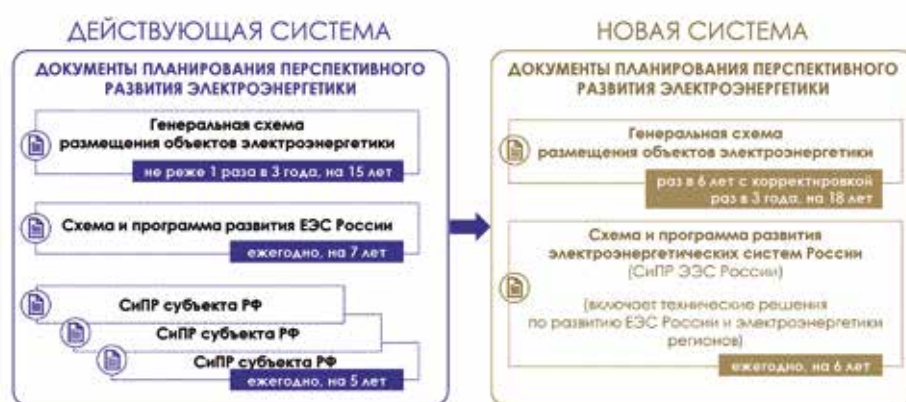 ДЕЙСТВУЮЩАЯ СИСТЕМА
ДОКУМЕНТЫ ПЛАНИРОВАНИЯ ПЕРСПЕКТИВНОГО
РАЗВИТИЯ ЭЛЕКТРОЭНЕРГЕТИКИ
Генеральная схема
размещения объектов электроэнергетики
не реже 1 раза в 3 года, на 15 лет
Схема и программа развития ЕЭС России
ежегодно, на 7 лет
СиПР субъекта РФ
СиПР субъекта РФ
СиПР субъекта РФ
ежегодно, на 5 лет
НОВАЯ СИСТЕМА
ДОКУМЕНТЫ ПЛАНИРОВАНИЯ ПЕРСПЕКТИВНОГО
РАЗВИТИЯ ЭЛЕКТРОЭНЕРГЕТИКИ
Генеральная схема
размещения объектов электроэнергетики
раз в 6 лет с корректировкой
раз в 3 года, на 18 лет
Схема и программа развития
электроэнергетических систем России
(СиПР ЭЭС России)
(включает технические решения
по развитию ЕЭС России и электроэнергетики
регионов)
ежегодно, на 6 лет